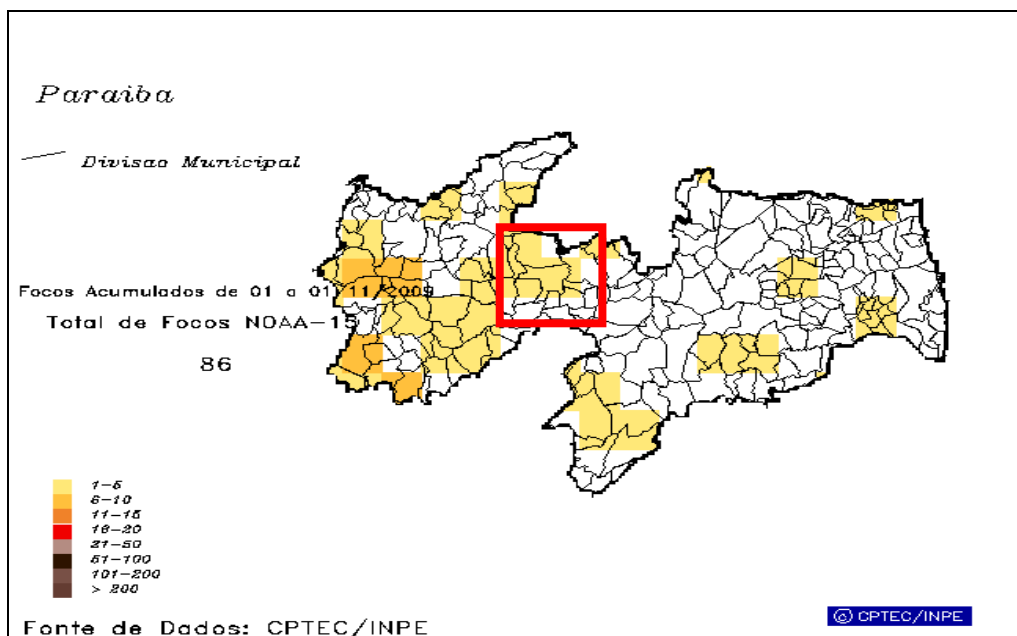 Paraiba
Divisao Municipal
Focos Acumulados de 01 a 01/11/2009
Total de Focos NOAA-15
86
1-5
6-10
11-15
16-20
21-50
51-100
101-200
> 200
Fonte de Dados: CPTEC/INPE
© CPTEC/INPE